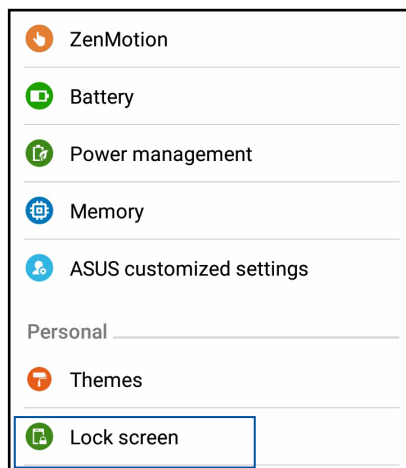 ZenMotion
Battery
Power management
Memory
ASUS customized settings
Personal
Themes
Lock screen